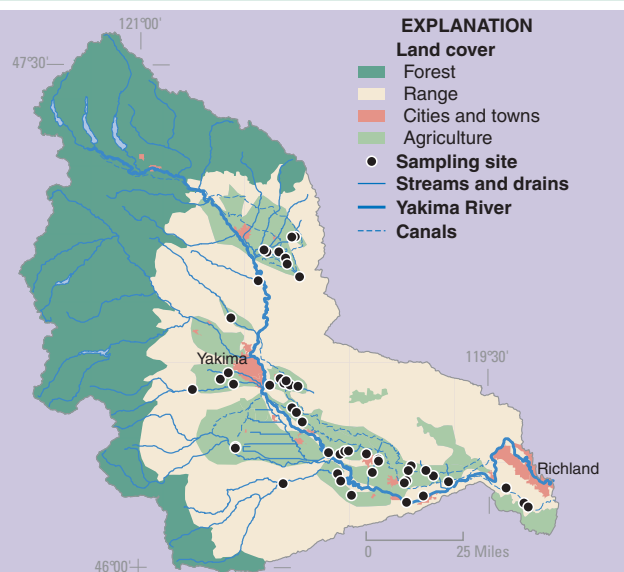 121°00'
47°30'
EXPLANATION
Land cover
Forest
Range
Cities and towns
Agriculture
Sampling site
Streams and drains
Yakima River
Canals
Yakima
119°30'
Richland
46°00'
0 25 Miles